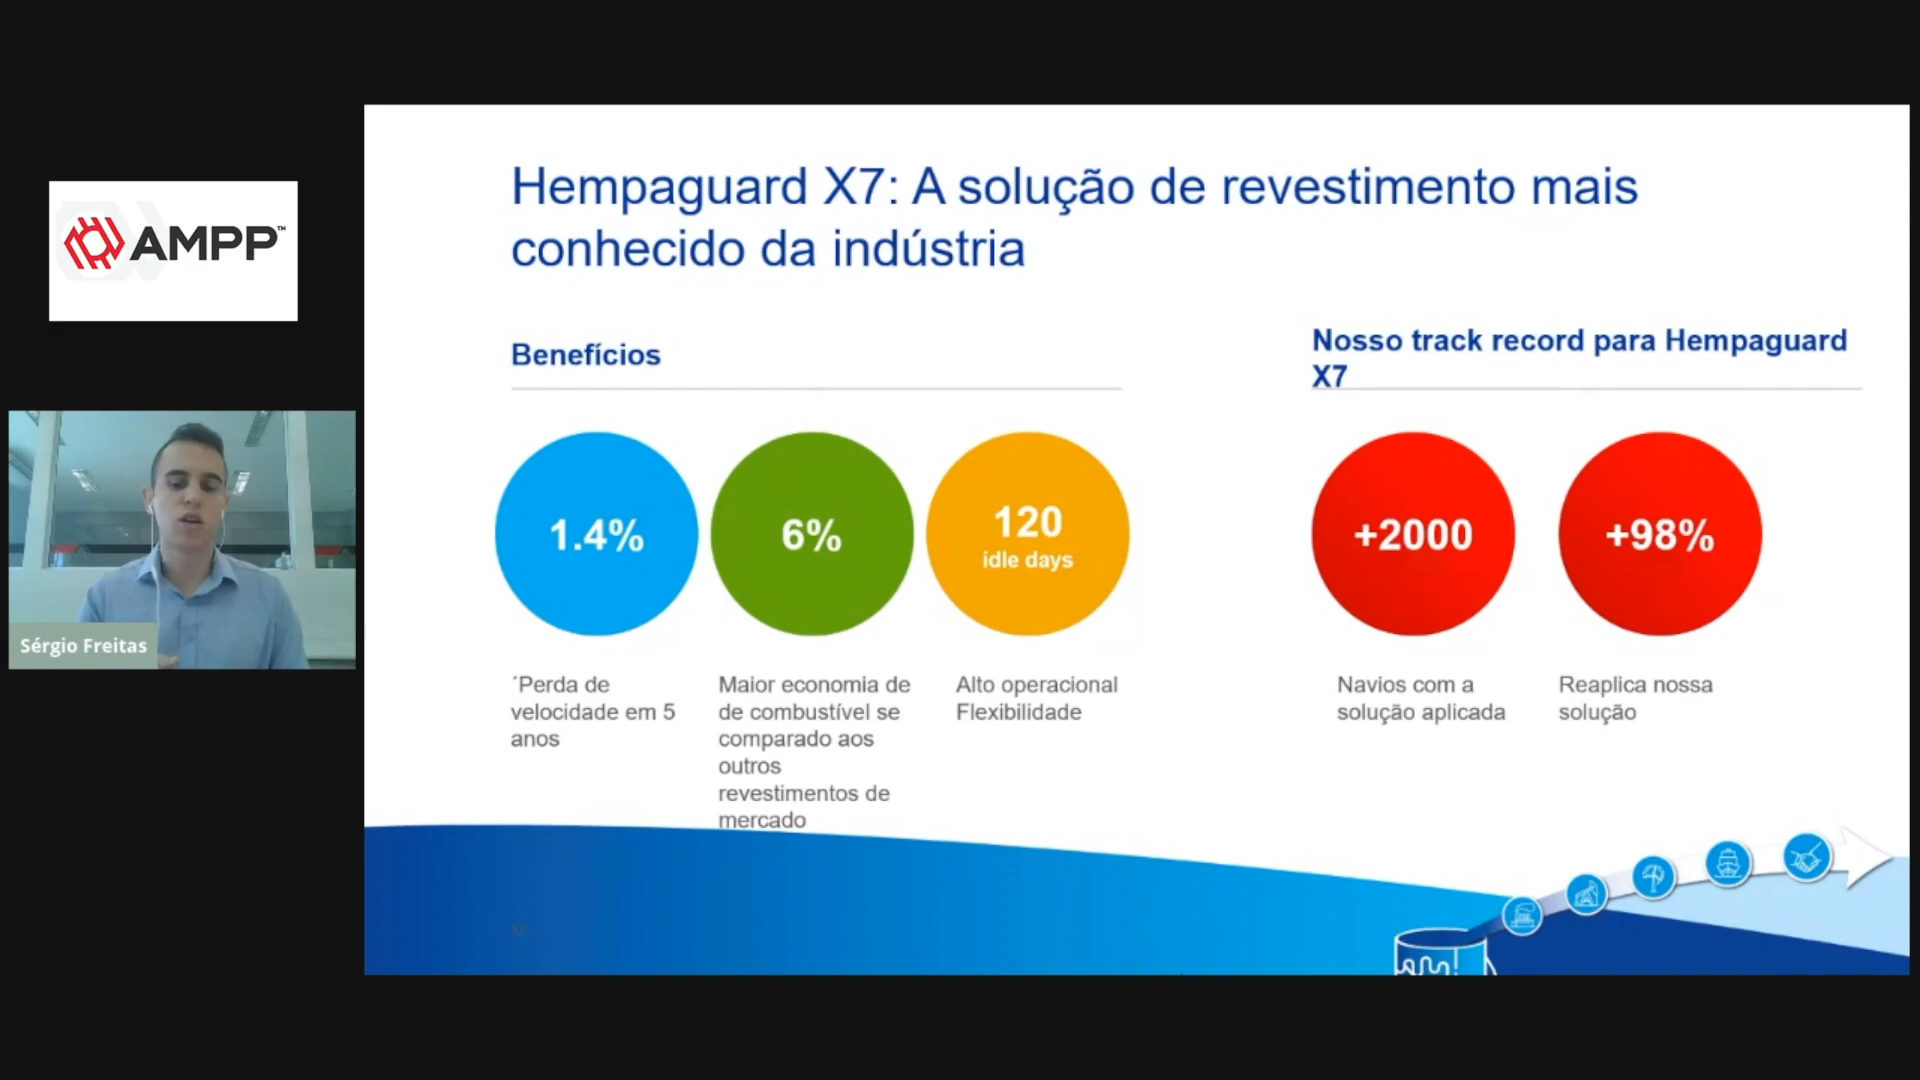 AMPP™
Sérgio Freitas
Hempaguard X7: A solução de revestimento mais
conhecido da indústria
Benefícios
1.4%
6%
120
idle days
´Perda de
velocidade em 5
anos
Maior economia de
de combustível se
comparado aos
outros
revestimentos de
mercado
Alto operacional
Flexibilidade
Nosso track record para Hempaguard
X7
+2000
+98%
Navios com a
solução aplicada
Reaplica nossa
solução